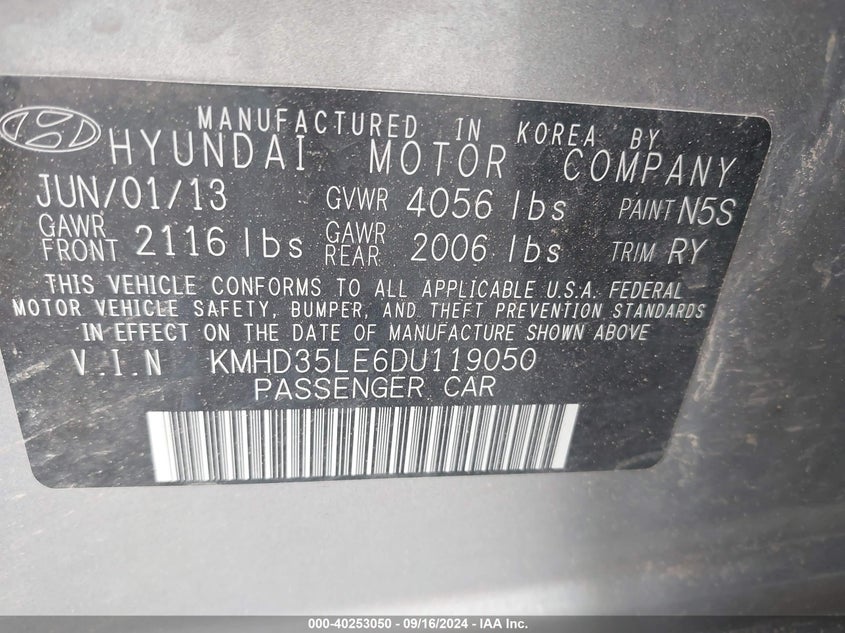 MANUFACTURED IN KOREA BY
HYUNDAI MOTOR COMPANY
JUN/01/13 GVWR 4056 lbs PAINT N5S
GAWR FRONT 2116 lbs GAWR REAR 2006 lbs TRIM RY
THIS VEHICLE CONFORMS TO ALL APPLICABLE U.S.A. FEDERAL
MOTOR VEHICLE SAFETY, BUMPER, AND THEFT PREVENTION STANDARDS
IN EFFECT ON THE DATE OF MANUFACTURE SHOWN ABOVE
V.I.N KMHD35LE6DU119050
PASSENGER CAR
000-40253050 - 09/16/2024 - IAA Inc.